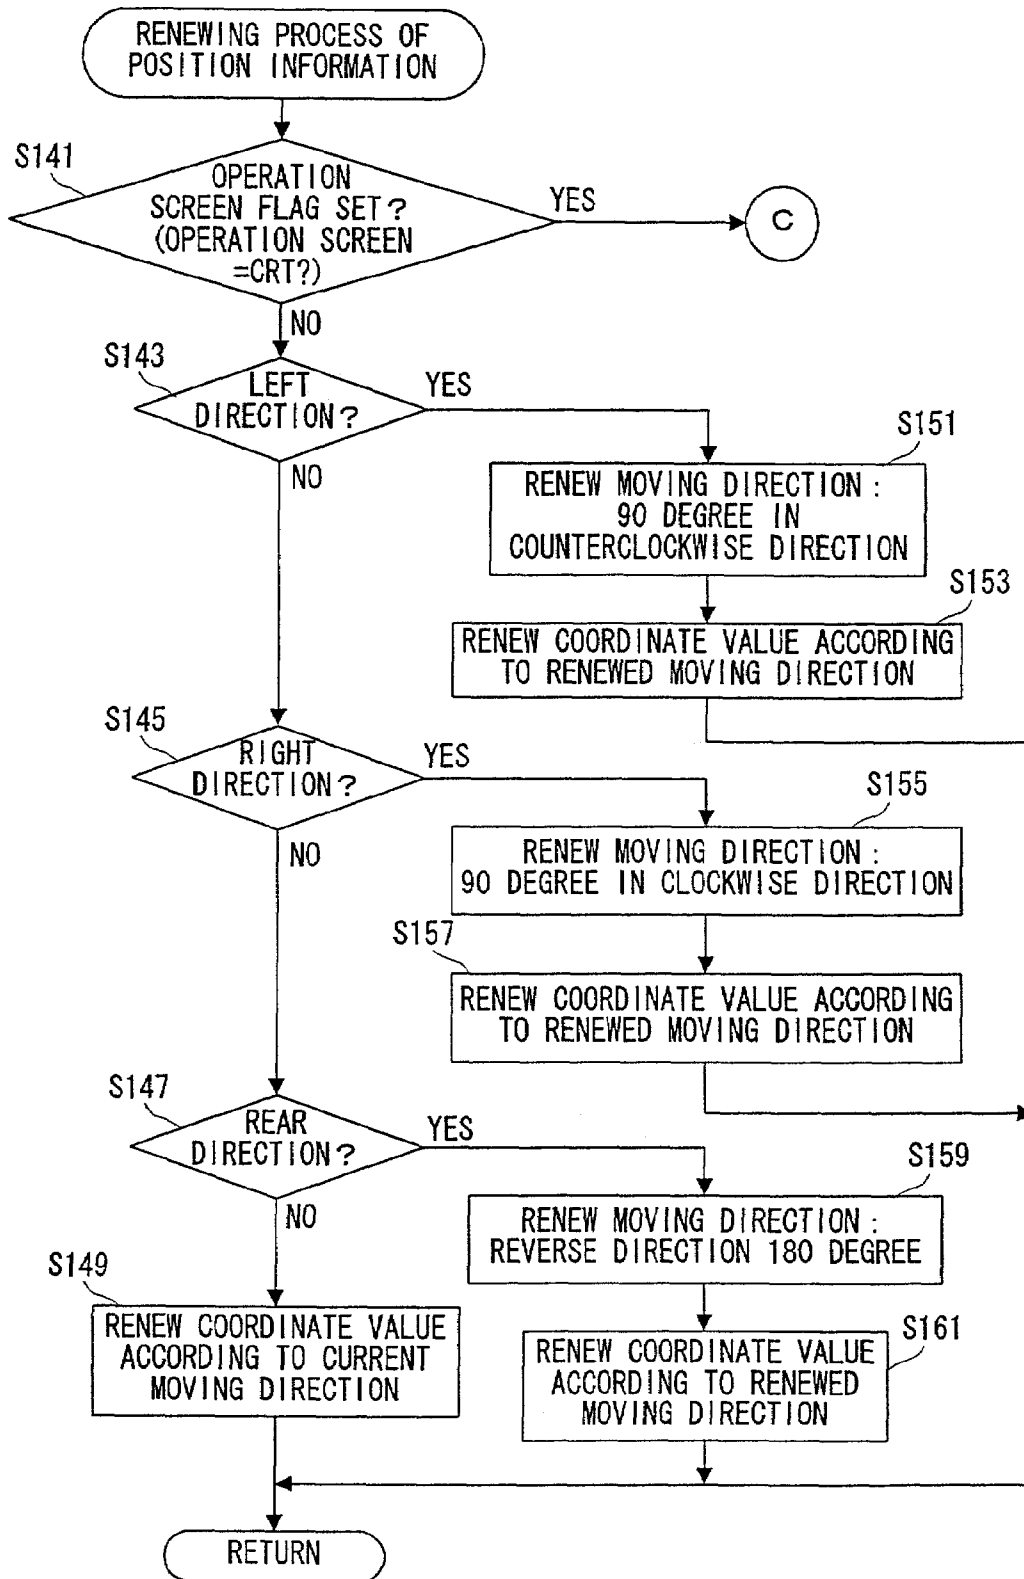 RENEWING PROCESS OF
POSITION INFORMATION
S141
OPERATION
SCREEN FLAG SET?
(OPERATION SCREEN
=CRT?)
YES
C
NO
S143
LEFT
DIRECTION?
YES
NO
S151
RENEW MOVING DIRECTION:
90 DEGREE IN
COUNTERCLOCKWISE DIRECTION
S153
RENEW COORDINATE VALUE ACCORDING
TO RENEWED MOVING DIRECTION
S145
RIGHT
DIRECTION?
YES
NO
S155
RENEW MOVING DIRECTION:
90 DEGREE IN CLOCKWISE DIRECTION
S157
RENEW COORDINATE VALUE ACCORDING
TO RENEWED MOVING DIRECTION
S147
REAR
DIRECTION?
YES
NO
S159
RENEW MOVING DIRECTION:
REVERSE DIRECTION 180 DEGREE
S149
RENEW COORDINATE VALUE
ACCORDING TO CURRENT
MOVING DIRECTION
S161
RENEW COORDINATE VALUE
ACCORDING TO RENEWED
MOVING DIRECTION
RETURN